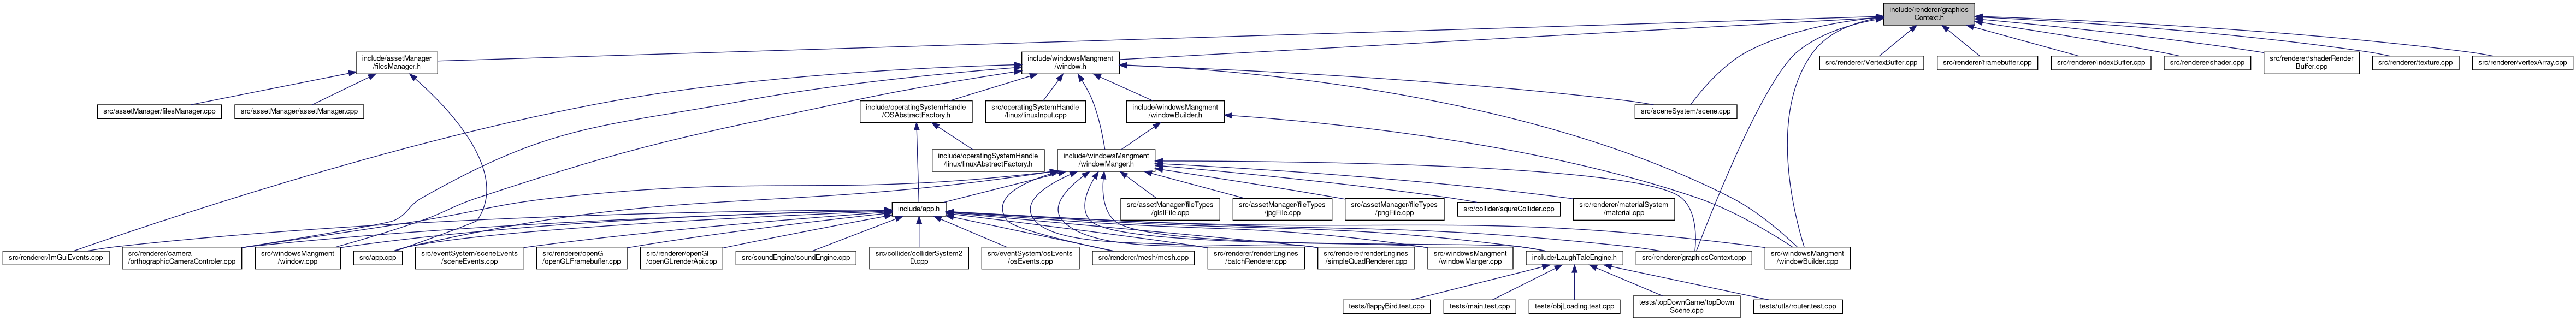 include/renderer/graphics
Context.h
include/assetManager
/filesManager.h
include/windowsMangment
/window.h
src/renderer/VertexBuffer.cpp
src/renderer/framebuffer.cpp
src/renderer/indexBuffer.cpp
src/renderer/shader.cpp
src/renderer/shaderRender
Buffer.cpp
src/renderer/texture.cpp
src/renderer/vertexArray.cpp
src/assetManager/filesManager.cpp
src/assetManager/assetManager.cpp
include/operatingSystemHandle
/OSAbstractFactory.h
src/operatingSystemHandle
/linux/linuxInput.cpp
include/windowsMangment
/windowBuilder.h
src/sceneSystem/scene.cpp
include/operatingSystemHandle
/linux/linuxAbstractFactory.h
include/windowsMangment
/windowManger.h
include/app.h
src/assetManager/fileTypes
/glslFile.cpp
src/assetManager/fileTypes
/jpgFile.cpp
src/assetManager/fileTypes
/pngFile.cpp
src/collider/squreCollider.cpp
src/renderer/materialSystem
/material.cpp
src/renderer/ImGuiEvents.cpp
src/renderer/camera
/orthographicCameraControler.cpp
src/windowsMangment
/window.cpp
src/app.cpp
src/eventSystem/sceneEvents
/sceneEvents.cpp
src/renderer/openGl
/openGLFramebuffer.cpp
src/renderer/openGl
/openGLrenderApi.cpp
src/soundEngine/soundEngine.cpp
src/collider/colliderSystem2
D.cpp
src/eventSystem/osEvents
/osEvents.cpp
src/renderer/mesh/mesh.cpp
src/renderer/renderEngines
/batchRenderer.cpp
src/renderer/renderEngines
/simpleQuadRenderer.cpp
src/windowsMangment
/windowManger.cpp
include/LaughTaleEngine.h
src/renderer/graphicsContext.cpp
src/windowsMangment
/windowBuilder.cpp
tests/flappyBird.test.cpp
tests/main.test.cpp
tests/objLoading.test.cpp
tests/topDownGame/topDown
Scene.cpp
tests/utls/router.test.cpp